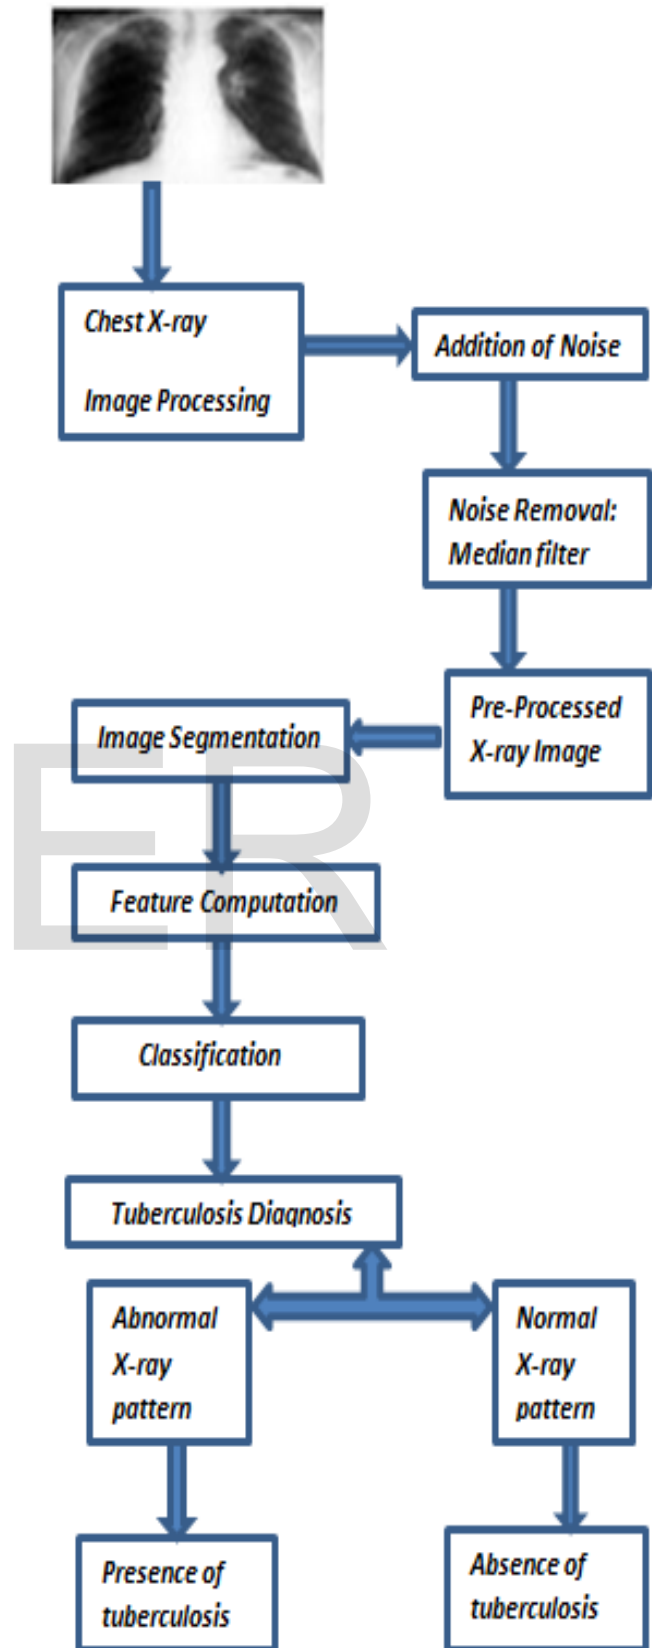 Chest X-ray
Image Processing
Addition of Noise
Noise Removal:
Median filter
Pre-Processed
X-ray Image
Image Segmentation
ER
Feature Computation
Classification
Tuberculosis Diagnosis
Abnormal
X-ray
pattern
Normal
X-ray
pattern
Presence of
tuberculosis
Absence of
tuberculosis